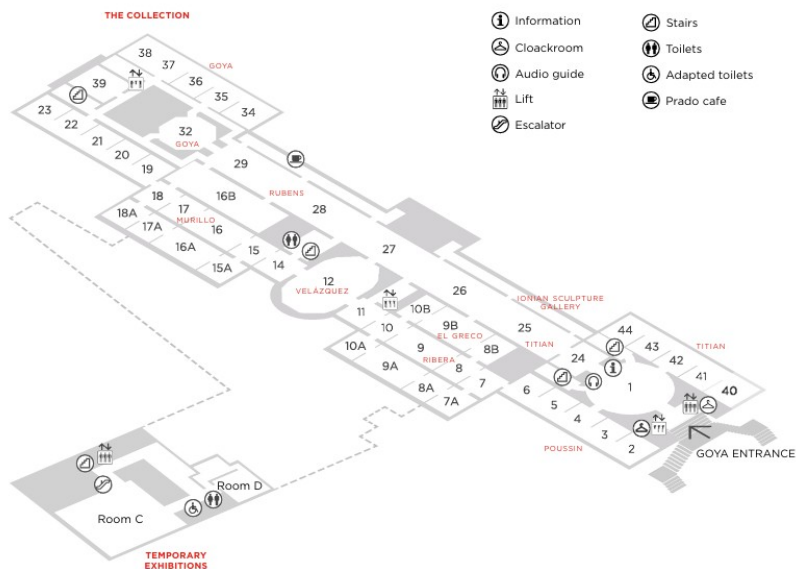 THE COLLECTION
Information
Cloackroom
Audio guide
Lift
Escalator
Stairs
Toilets
Adapted toilets
Prado cafe
38
37
GOYA
36
39
35
34
23
22
32
GOYA
21
20
19
29
18
16B
RUBENS
18A
17
MURILLO
28
17A
16
16A
15
27
15A
14
12
VELÁZQUEZ
26
11
10B
IONIAN SCULPTURE
GALLERY
10
9B
25
44
EL GRECO
10A
9
8B
TITIAN
43
TITIAN
RIBERA
24
42
9A
8
41
8A
7
6
1
40
7A
5
4
3
2
POUSSIN
GOYA ENTRANCE
Room D
Room C
TEMPORARY
EXHIBITIONS